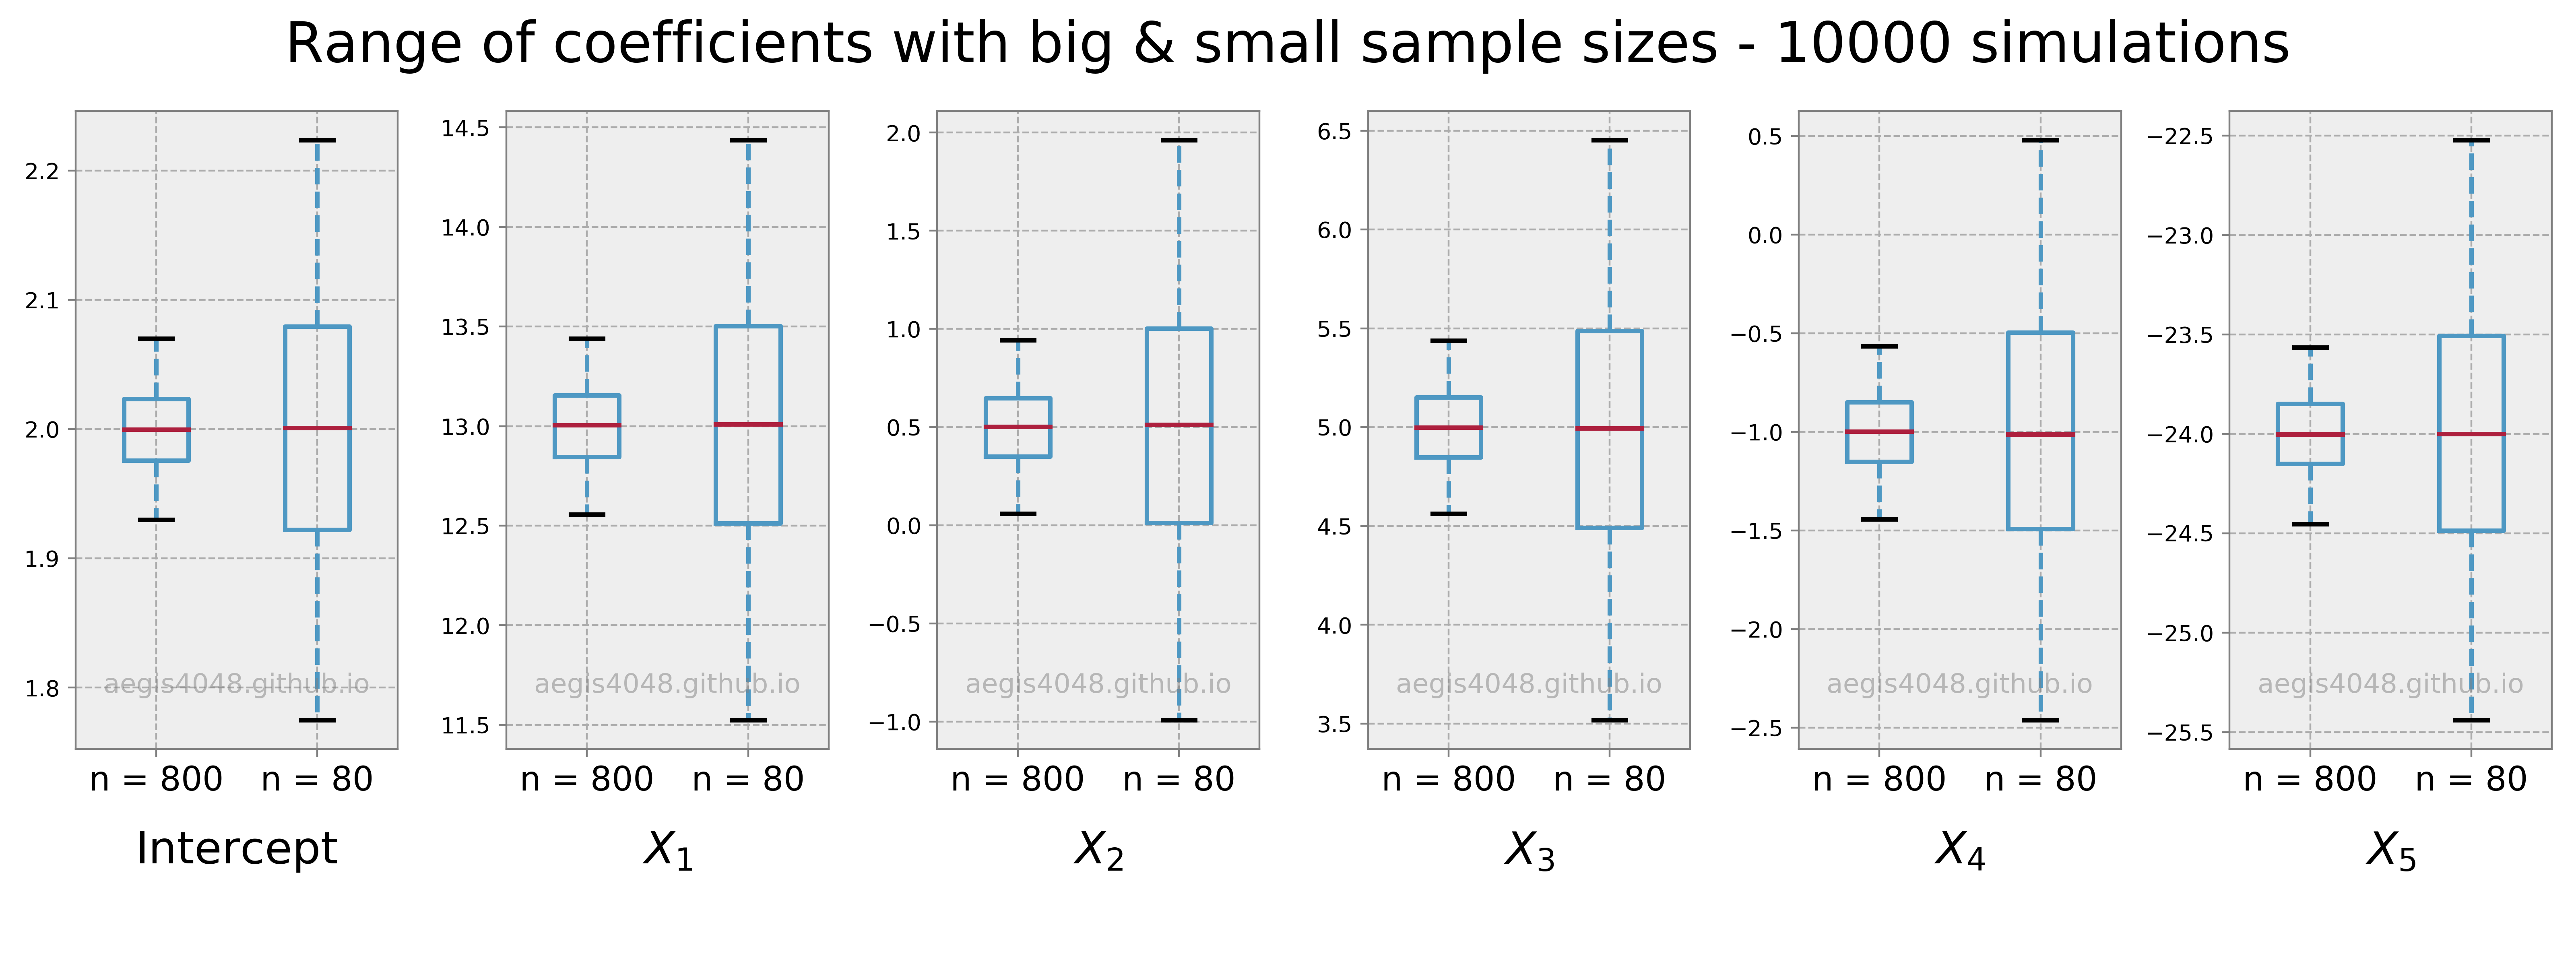 Range of coefficients with big & small sample sizes - 10000 simulations
2.2
2.1
2.0
1.9
1.8
aegis4048.github.io
n = 800 n = 80
Intercept
14.5
14.0
13.5
13.0
12.5
12.0
11.5
aegis4048.github.io
n = 800 n = 80
X₁
2.0
1.5
1.0
0.5
0.0
−0.5
−1.0
aegis4048.github.io
n = 800 n = 80
X₂
6.5
6.0
5.5
5.0
4.5
4.0
3.5
aegis4048.github.io
n = 800 n = 80
X₃
0.5
0.0
−0.5
−1.0
−1.5
−2.0
−2.5
aegis4048.github.io
n = 800 n = 80
X₄
−22.5
−23.0
−23.5
−24.0
−24.5
−25.0
−25.5
aegis4048.github.io
n = 800 n = 80
X₅